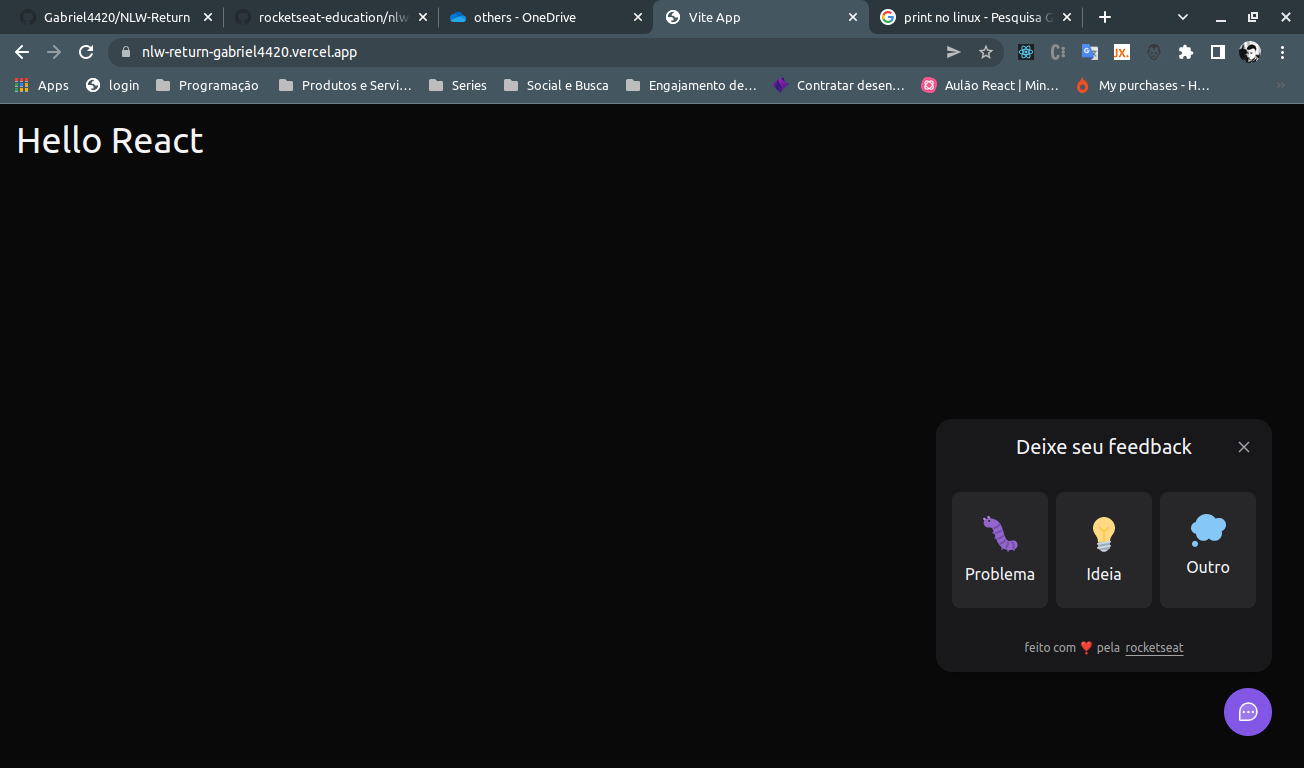 Gabriel4420/NLW-Return
rocketseat-education/nlw
others - OneDrive
Vite App
print no linux - Pesquisa
nlw-return-gabriel4420.vercel.app
JX.
Apps
login
Programação
Produtos e Servi...
Series
Social e Busca
Engajamento de...
Contratar desen...
Aulão React | Min...
My purchases - H...
Hello React
Deixe seu feedback
Problema
Ideia
Outro
feito com ❤ pela rocketseat